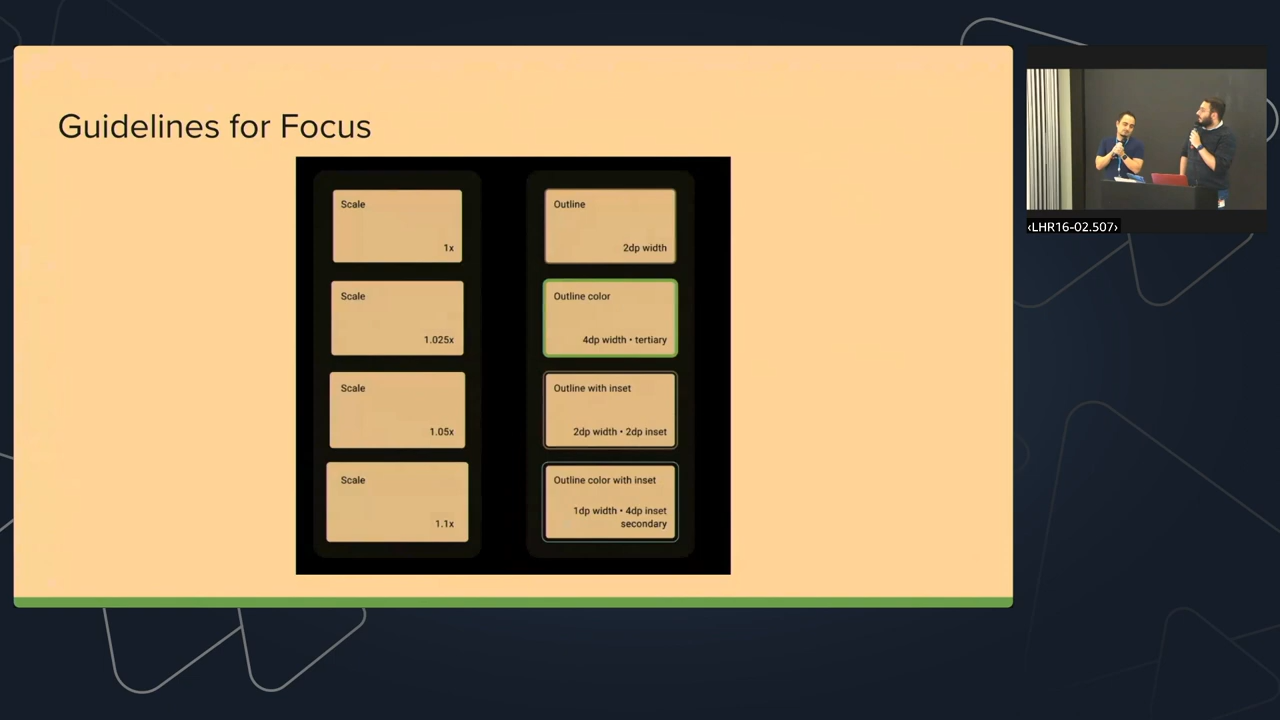 Guidelines for Focus
Scale
1x
Scale
1.025x
Scale
1.05x
Scale
1.1x
Outline
2dp width
Outline color
4dp width • tertiary
Outline with inset
2dp width • 2dp inset
Outline color with inset
1dp width • 4dp inset
secondary
‹LHR16-02.507›